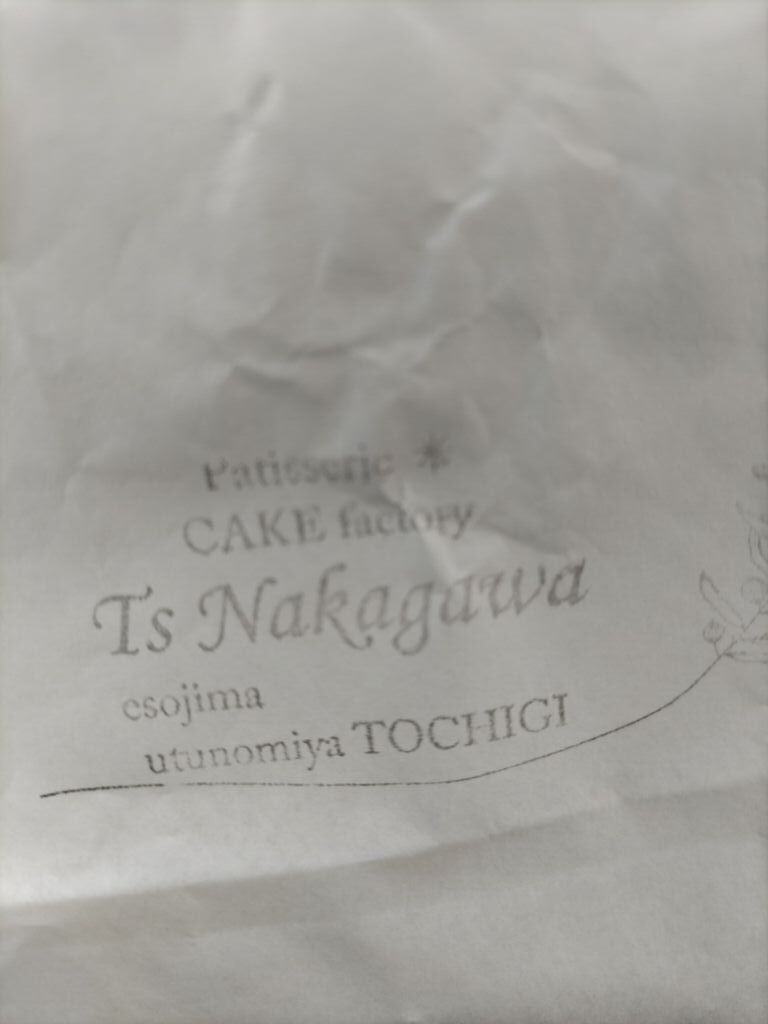 Patisserie *
CAKE factory
Ts Nakagawa
esojima
utunomiya TOCHIGI